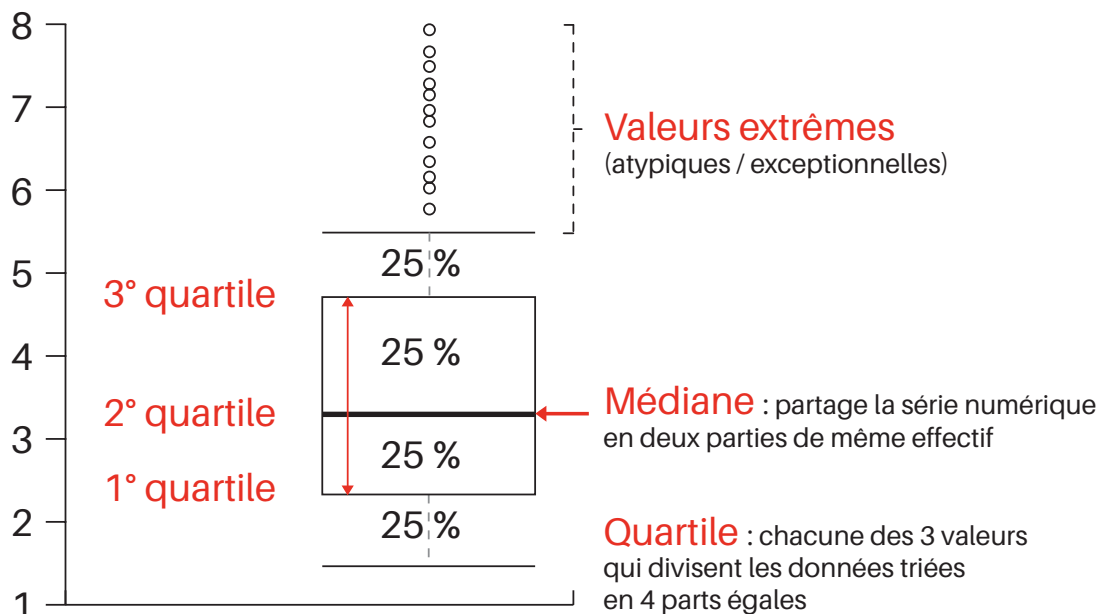 8
7
6
5
4
3
2
1
Valeurs extrêmes
(atypiques / exceptionnelles)
25 %
3° quartile
25 %
2° quartile
Médiane : partage la série numérique
en deux parties de même effectif
25 %
1° quartile
25 %
Quartile : chacune des 3 valeurs
qui divisent les données triées
en 4 parts égales